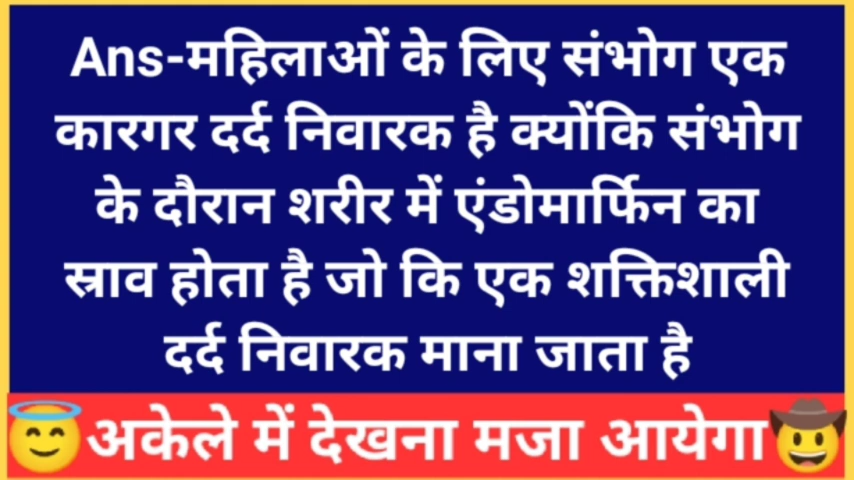 Ans-महिलाओं के लिए संभोग एक
कारगर दर्द निवारक है क्योंकि संभोग
के दौरान शरीर में एंडोमार्फिन का
स्राव होता है जो कि एक शक्तिशाली
दर्द निवारक माना जाता है
😇अकेले में देखना मजा आयेगा🤠